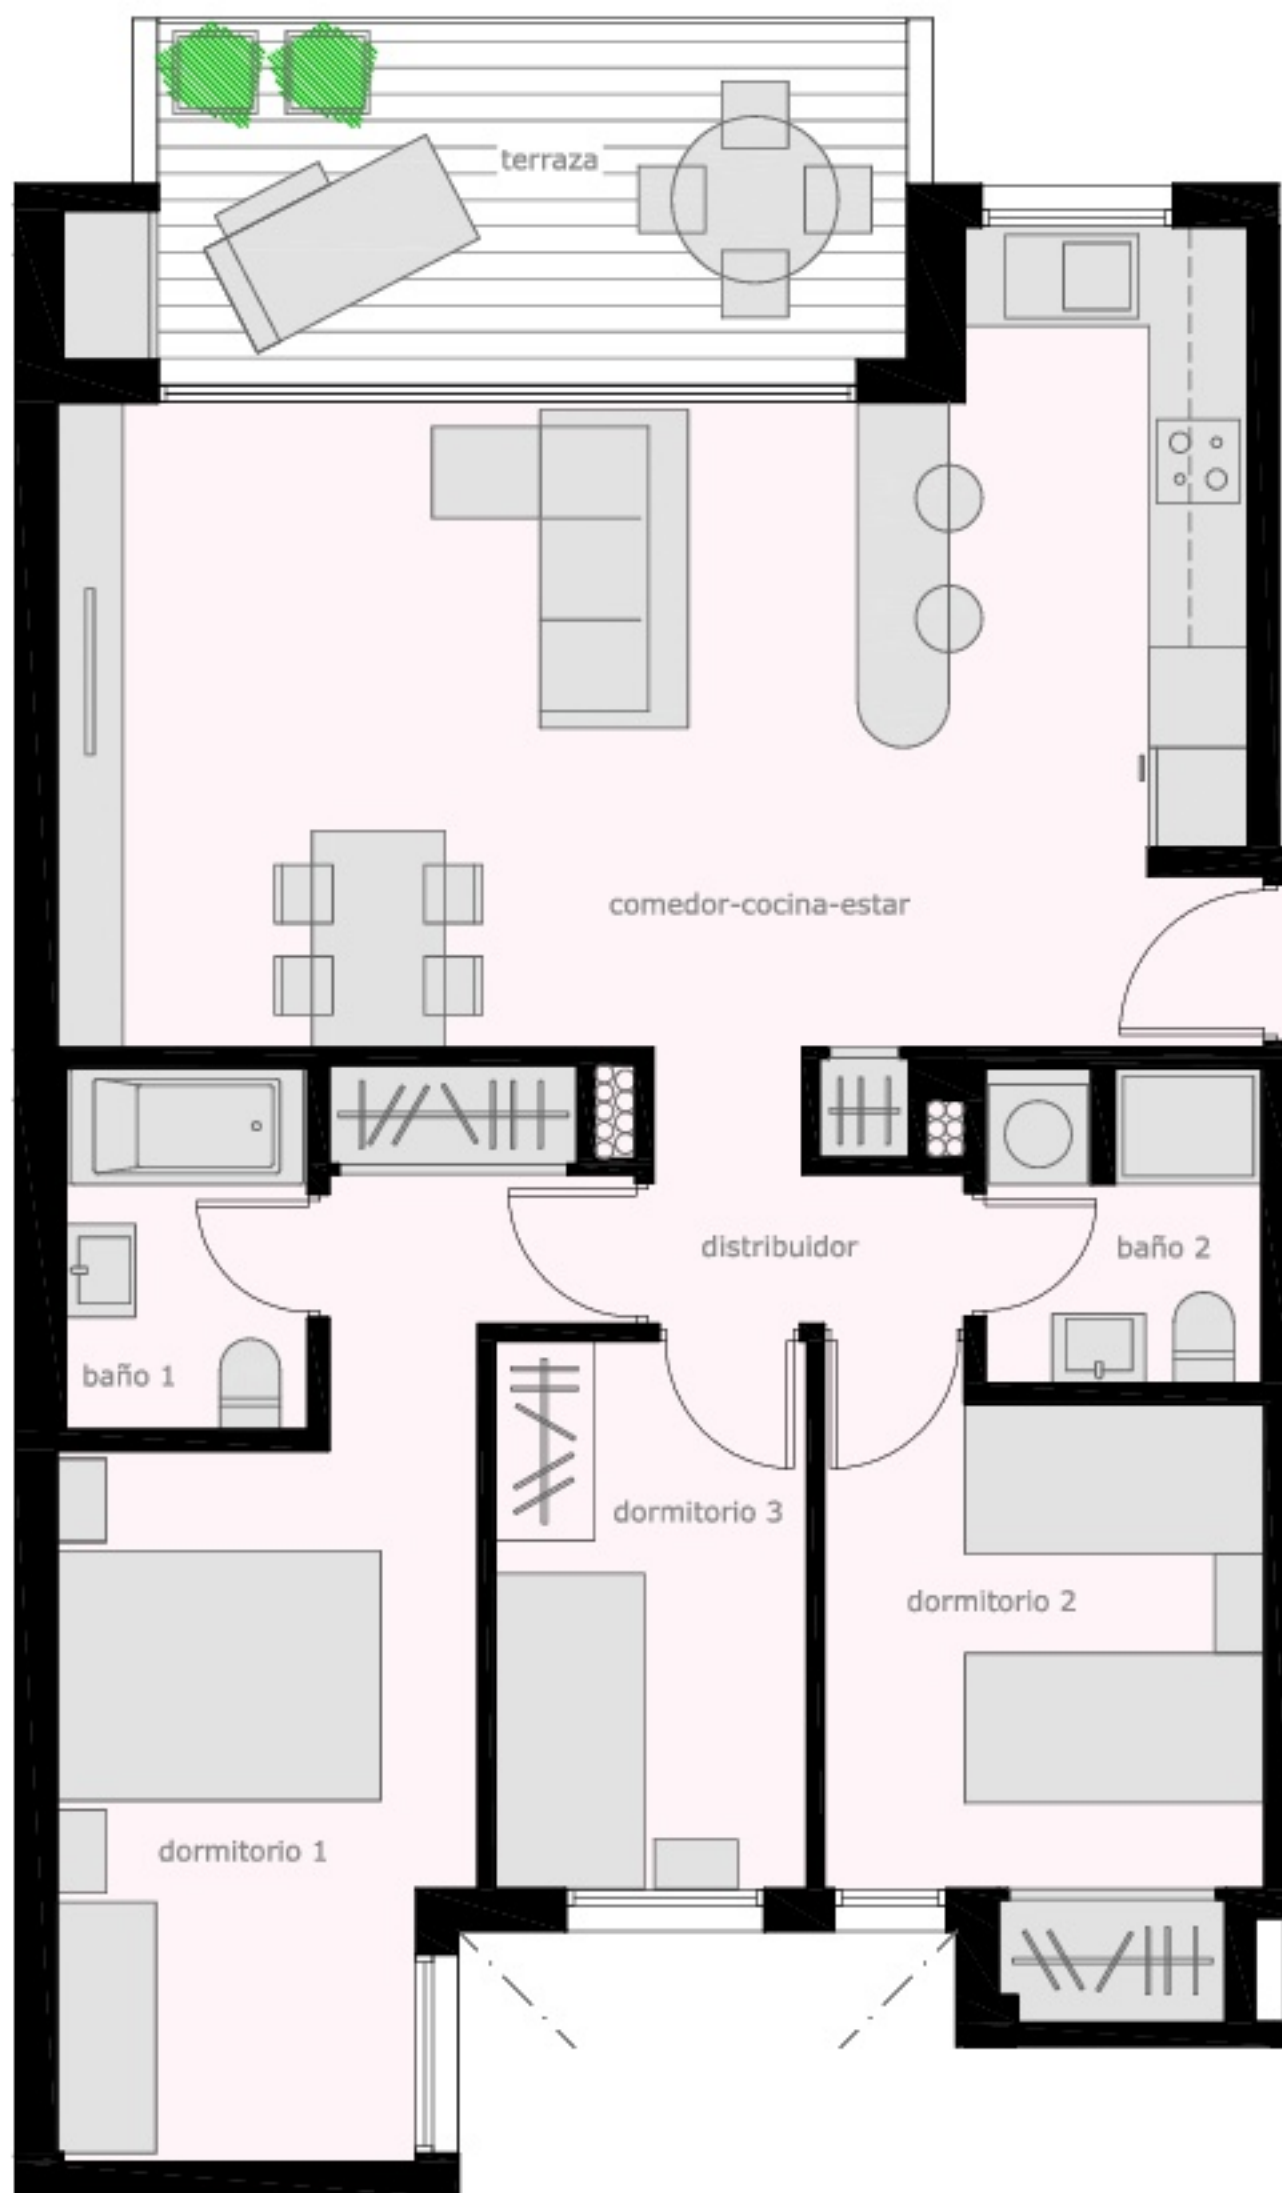 terraza
comedor-cocina-estar
distribuidor
baño 2
baño 1
dormitorio 3
dormitorio 2
dormitorio 1